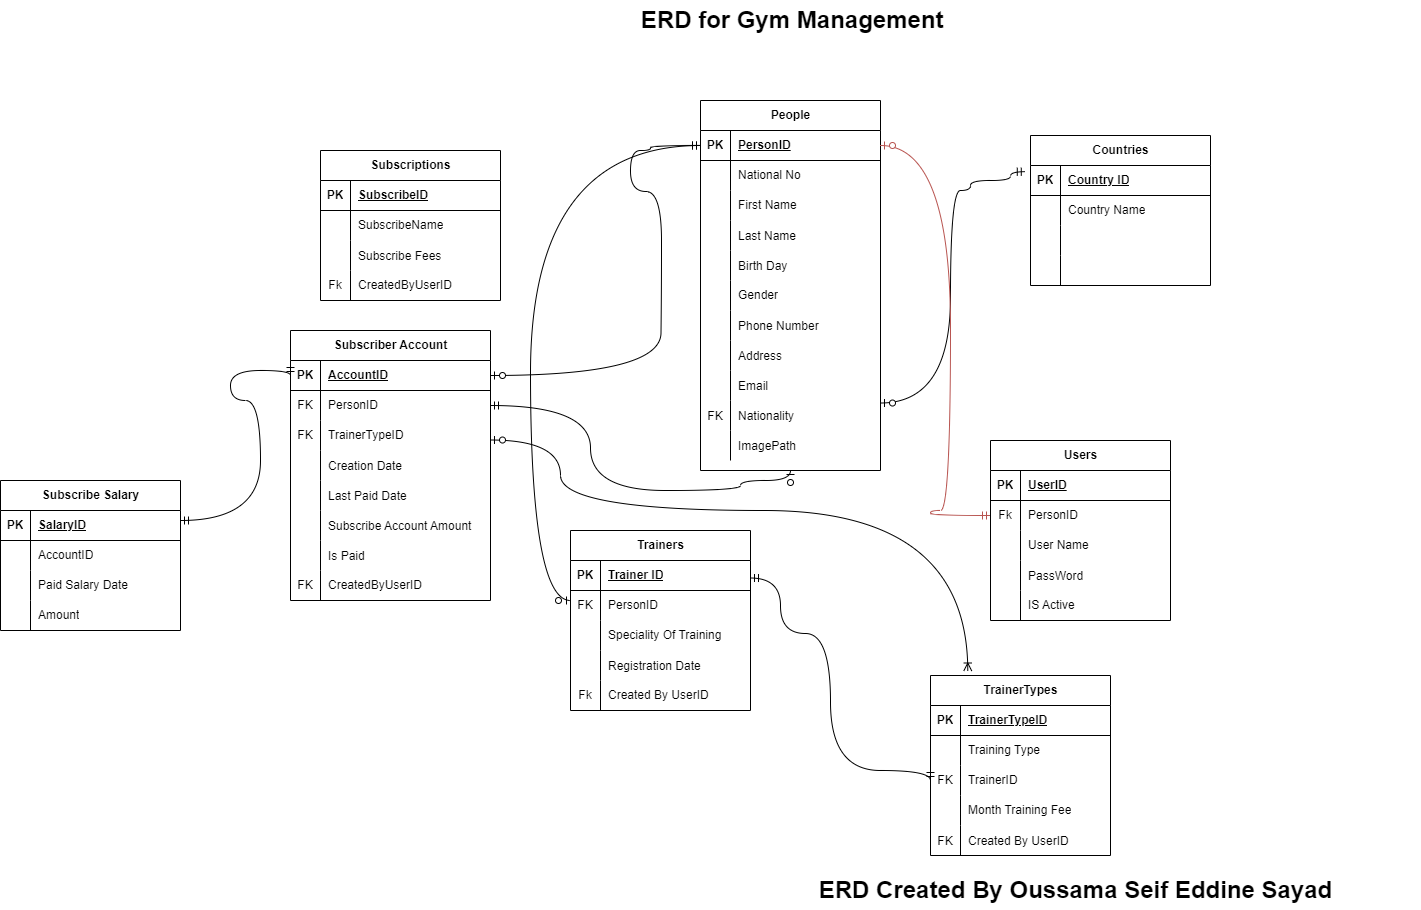 ERD for Gym Management
People
PK PersonID
National No
First Name
Last Name
Birth Day
Gender
Phone Number
Address
Email
FK Nationality
ImagePath
Countries
PK Country ID
Country Name
Subscriptions
PK SubscribeID
SubscribeName
Subscribe Fees
Fk CreatedByUserID
Subscriber Account
PK AccountID
FK PersonID
FK TrainerTypeID
Creation Date
Last Paid Date
Subscribe Account Amount
Is Paid
FK CreatedByUserID
Users
PK UserID
Fk PersonID
User Name
PassWord
IS Active
Subscribe Salary
PK SalaryID
AccountID
Paid Salary Date
Amount
Trainers
PK Trainer ID
FK PersonID
Speciality Of Training
Registration Date
Fk Created By UserID
TrainerTypes
PK TrainerTypeID
Training Type
FK TrainerID
Month Training Fee
FK Created By UserID
ERD Created By Oussama Seif Eddine Sayad